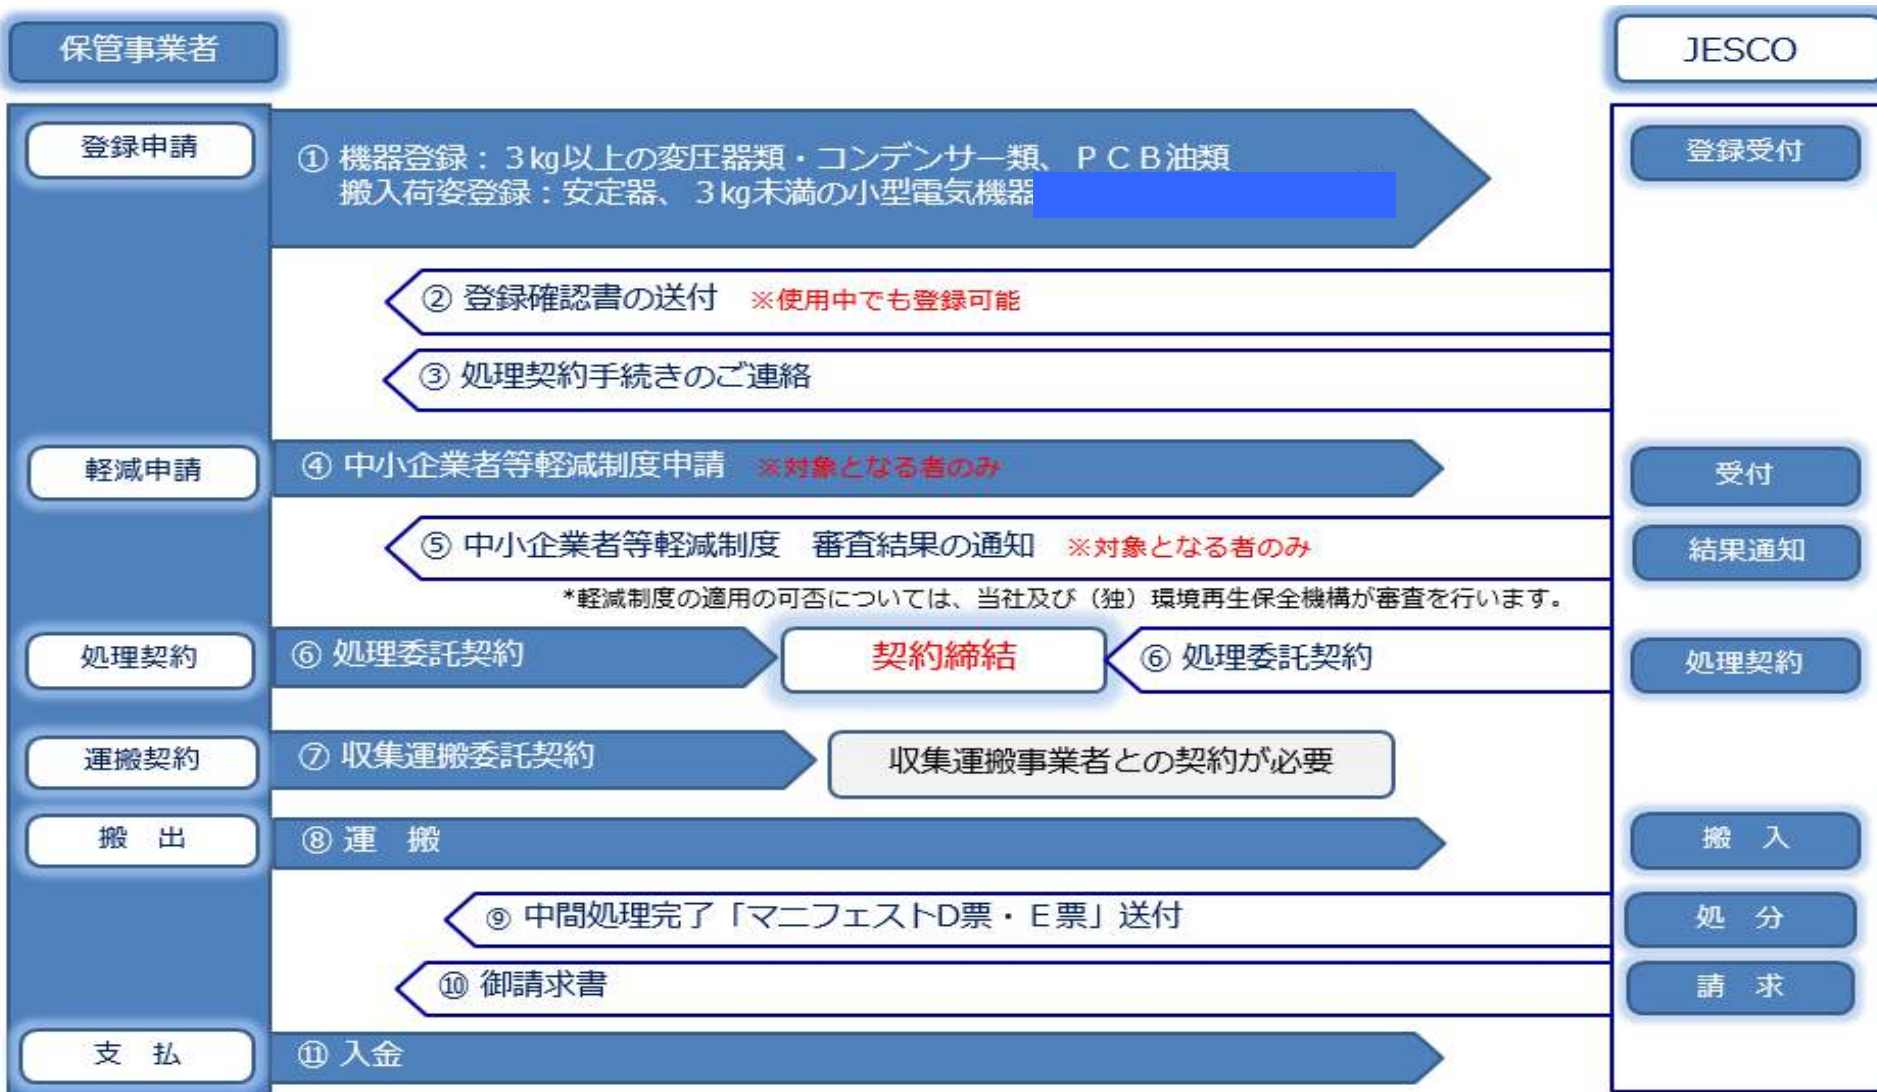 保管事業者
JESCO
登録申請
① 機器登録：３kg以上の変圧器類・コンデンサー類、ＰＣＢ油類
搬入荷姿登録：安定器、３kg未満の小型電気機器
登録受付
② 登録確認書の送付　※使用中でも登録可能
③ 処理契約手続きのご連絡
軽減申請
④ 中小企業者等軽減制度申請　※対象となる者のみ
受付
⑤ 中小企業者等軽減制度　審査結果の通知　※対象となる者のみ
結果通知
*軽減制度の適用の可否については、当社及び（独）環境再生保全機構が審査を行います。
処理契約
⑥ 処理委託契約
契約締結
⑥ 処理委託契約
処理契約
運搬契約
⑦ 収集運搬委託契約
収集運搬事業者との契約が必要
搬　出
⑧ 運　搬
搬　入
⑨ 中間処理完了「マニフェストD票・Ｅ票」送付
処　分
⑩ 御請求書
請　求
支　払
⑪ 入金